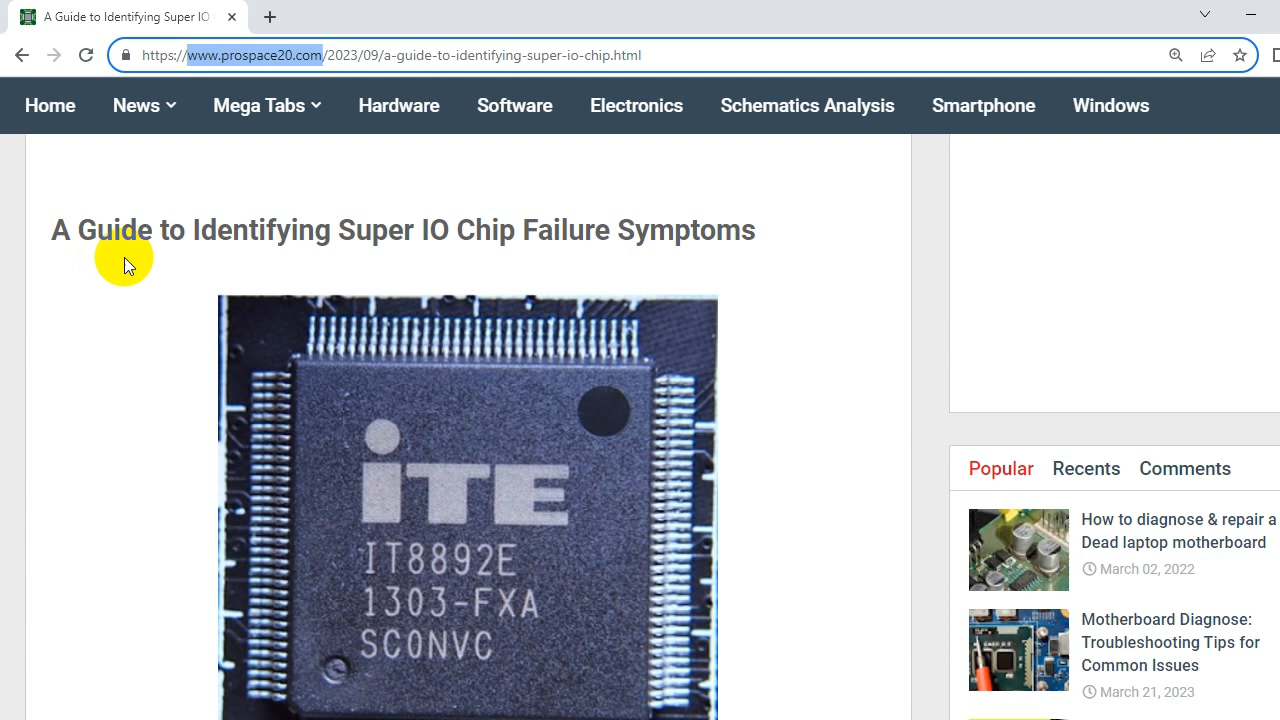 A Guide to Identifying Super IO
https://www.prospace20.com/2023/09/a-guide-to-identifying-super-io-chip.html
Home News Mega Tabs Hardware Software Electronics Schematics Analysis Smartphone Windows
A Guide to Identifying Super IO Chip Failure Symptoms
iTE
IT8892E
1303-FXA
SC0NVC
Popular Recents Comments
How to diagnose & repair a
Dead laptop motherboard
March 02, 2022
Motherboard Diagnose:
Troubleshooting Tips for
Common Issues
March 21, 2023